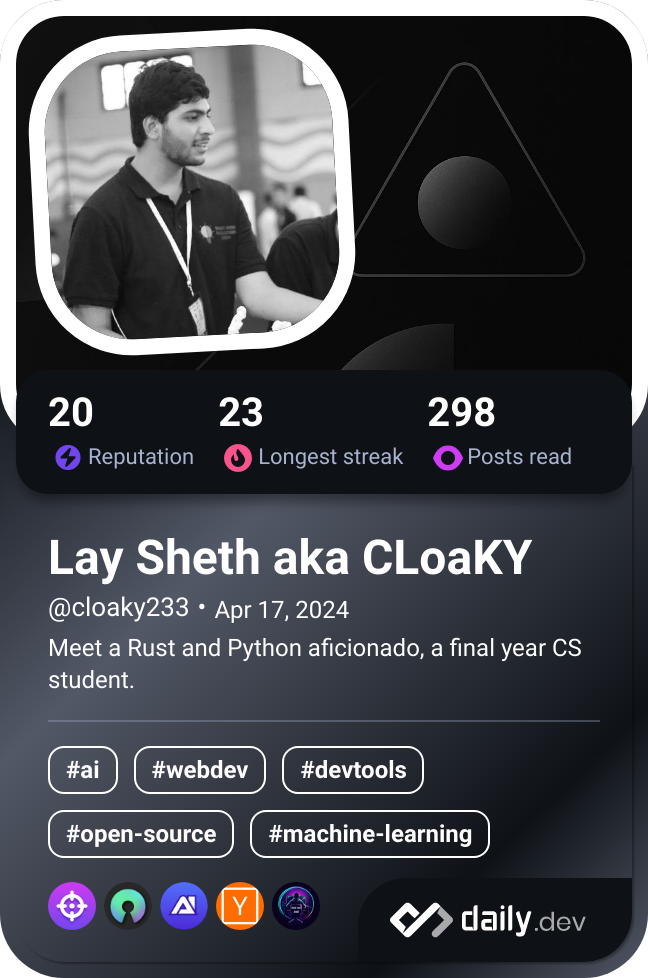 20 23 298
Reputation Longest streak Posts read
Lay Sheth aka CLoaKY
@cloaky233 • Apr 17, 2024
Meet a Rust and Python aficionado, a final year CS
student.
#ai #webdev #devtools
#open-source #machine-learning
AI Y
daily.dev